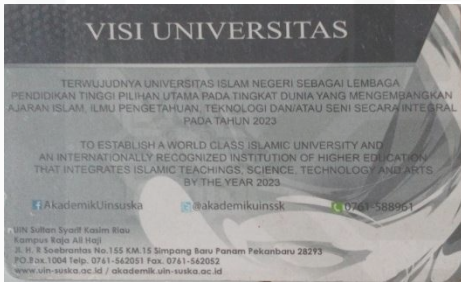 VISI UNIVERSITAS
TERWUJUDNYA UNIVERSITAS ISLAM NEGERI SEBAGAI LEMBAGA
PENDIDIKAN TINGGI PILIHAN UTAMA PADA TINGKAT DUNIA YANG MENGEMBANGKAN
AJARAN ISLAM, ILMU PENGETAHUAN, TEKNOLOGI DAN/ATAU SENI SECARA INTEGRAL
PADA TAHUN 2023
TO ESTABLISH A WORLD CLASS ISLAMIC UNIVERSITY AND
AN INTERNATIONALLY RECOGNIZED INSTITUTION OF HIGHER EDUCATION
THAT INTEGRATES ISLAMIC TEACHINGS, SCIENCE, TECHNOLOGY AND ARTS
BY THE YEAR 2023
AkademikUinsuska @akademikuinssk 0761-588961
UIN Sultan Syarif Kasim Riau
Kampus Raja Ali Haji
Jl. H. R Soebrantas No.155 KM.15 Simpang Baru Panam Pekanbaru 28293
PO.Box.1004 Telp. 0761-562051 Fax. 0761-562052
www.uin-suska.ac.id / akademik.uin-suska.ac.id